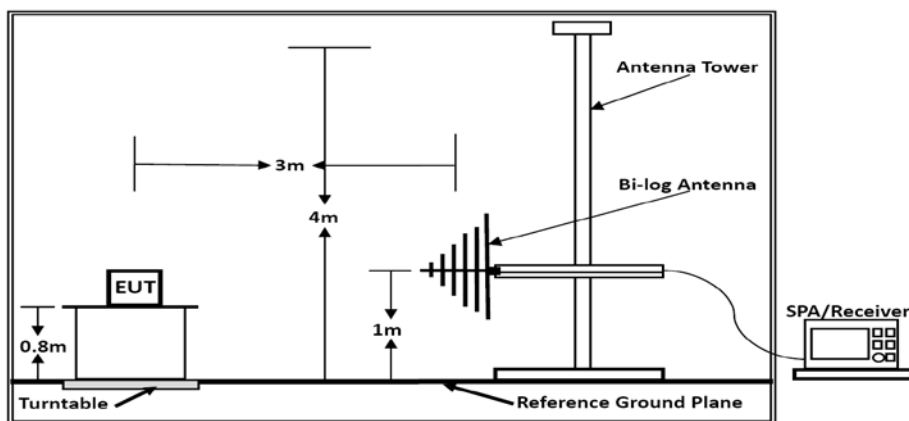 Antenna Tower
3m
Bi-log Antenna
4m
EUT
SPA/Receiver
0.8m
1m
Turntable
Reference Ground Plane